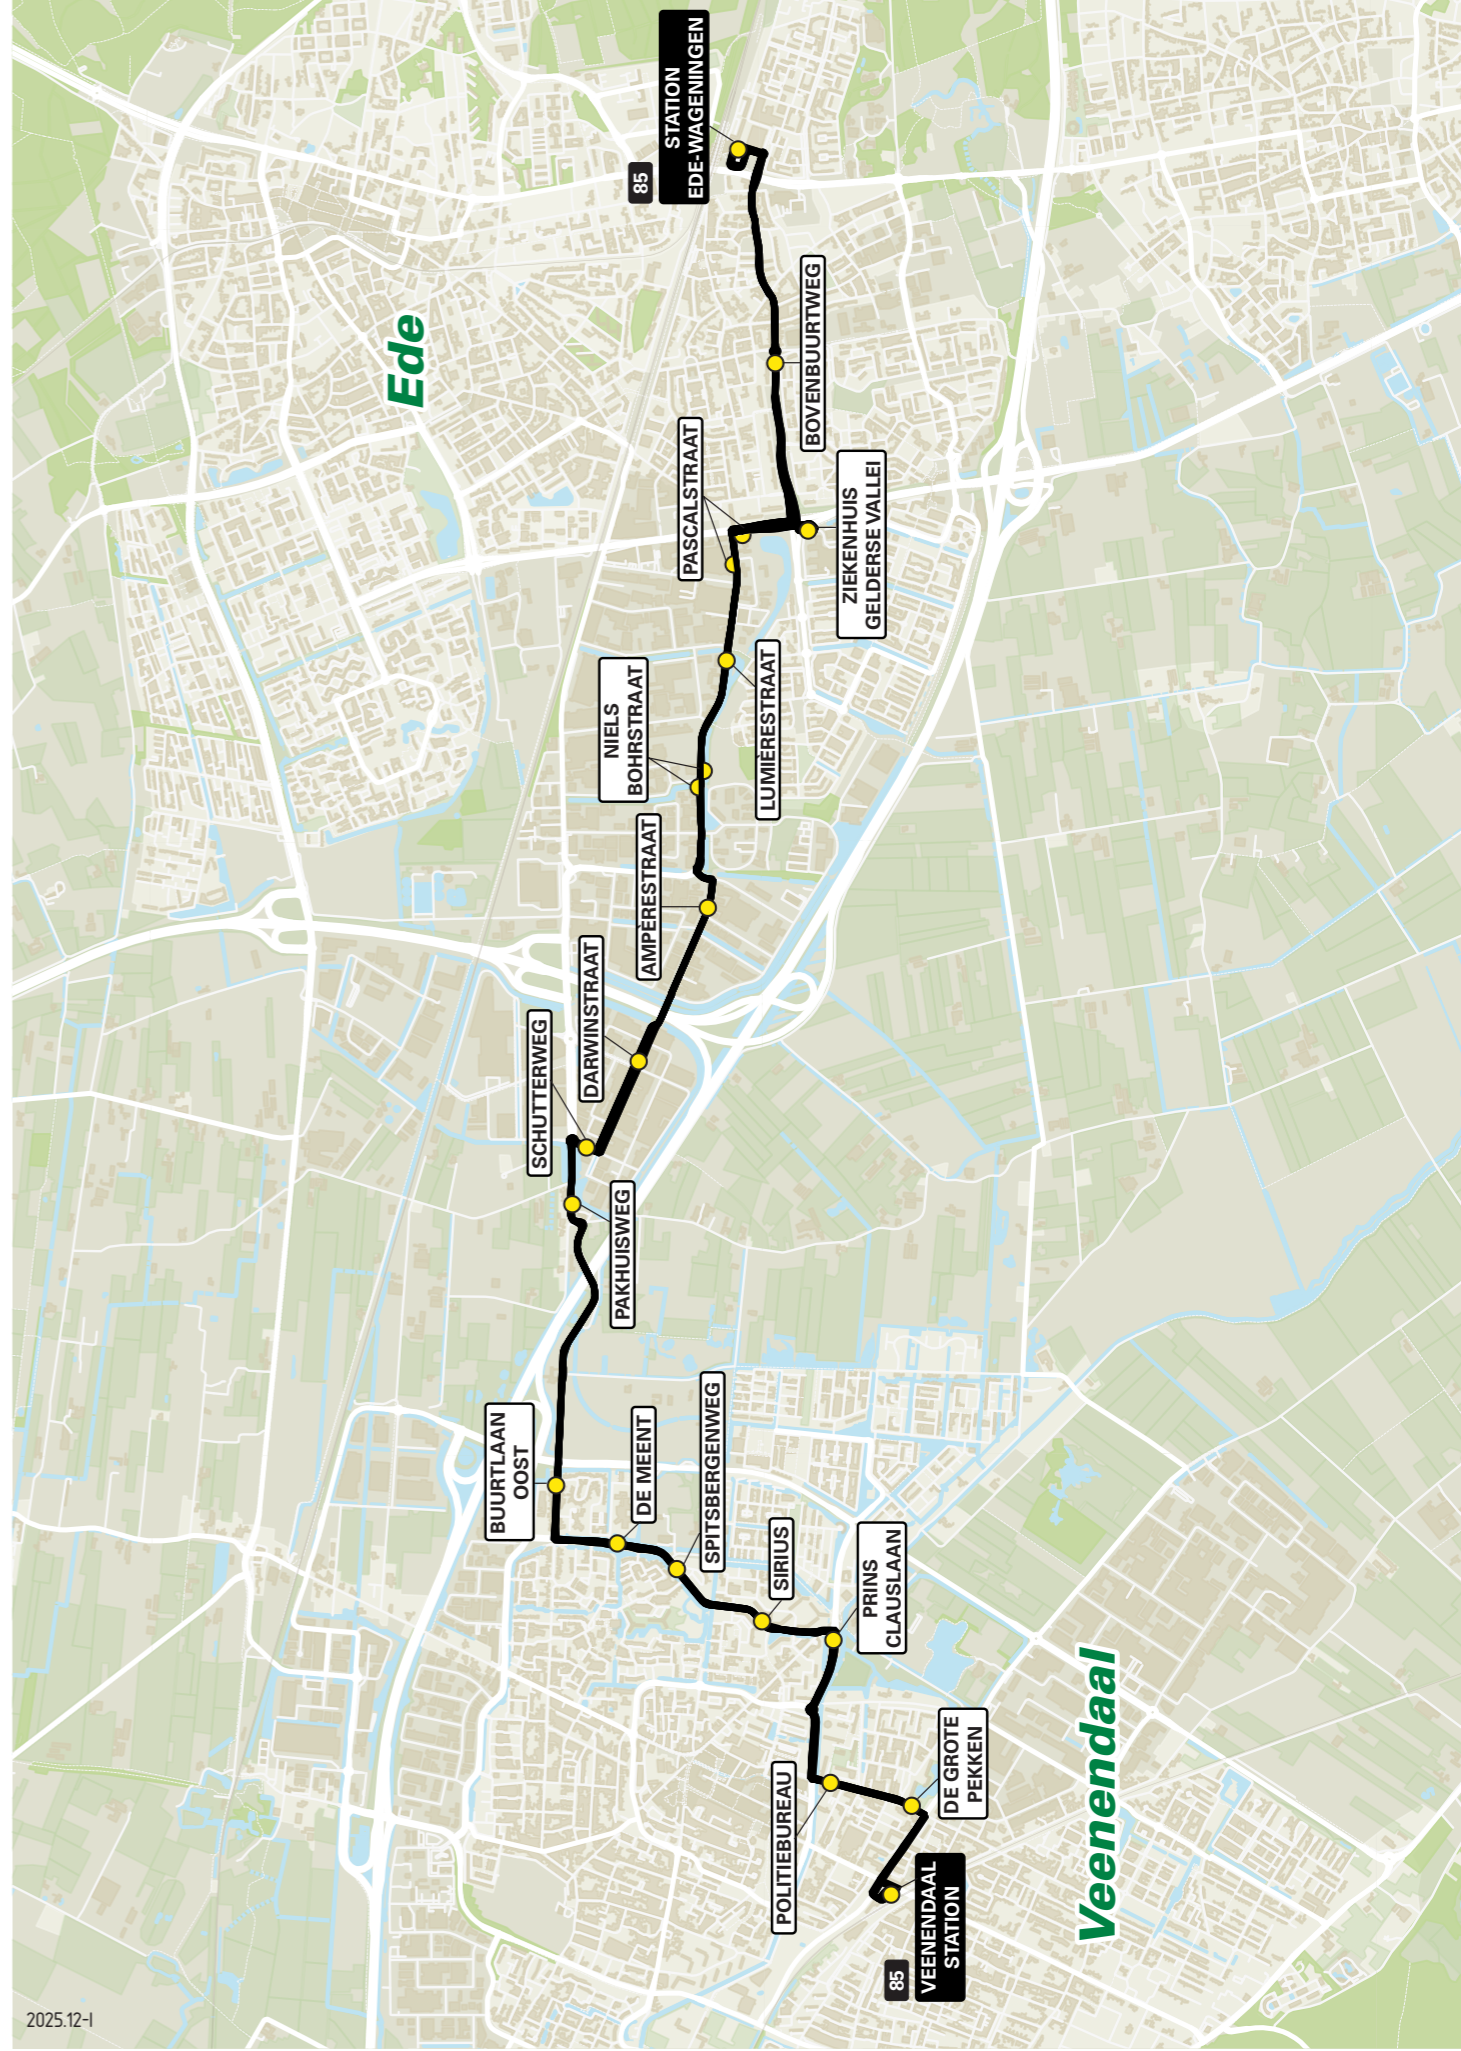 85
STATION
EDE-WAGENINGEN
Ede
BOVENBUURTWEG
PASCALSTRAAT
ZIEKENHUIS
GELDERSE VALLEI
NIELS
BOHRSTRAAT
LUMIÈRESTRAAT
AMPÈRESTRAAT
DARWINSTRAAT
SCHUTTERWEG
PAKHUISWEG
BUURTLAAN
OOST
DE MEENT
SPITSBERGENWEG
SIRIUS
PRINS
CLAUSLAAN
POLITIEBUREAU
DE GROTE
PEKKEN
Veenendaal
85
VEENENDAAL
STATION
2025.12-I